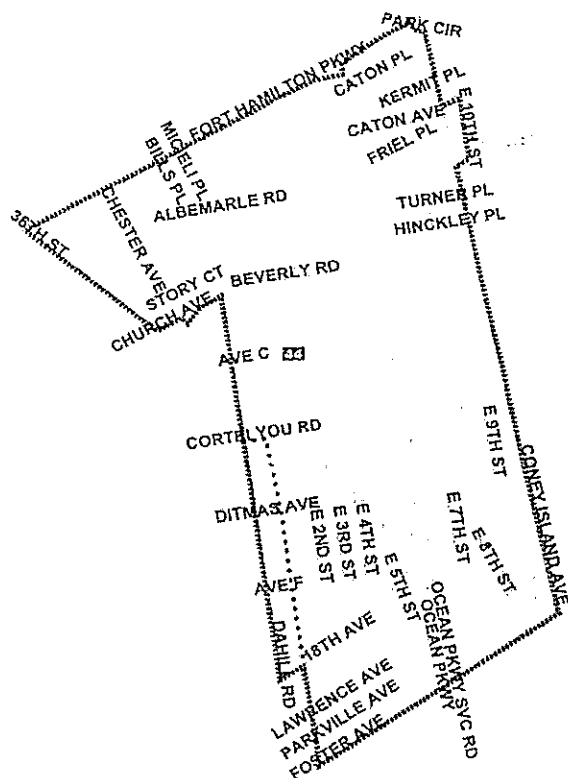 PARK CIR
FORT HAMILTON PKWY
CATON PL
KERMIT PL
CATON AVE
E 10TH ST
FRIEL PL
MICIELI PL
BILLS PL
ALBEMARLE RD
TURNER PL
HINCKLEY PL
36TH ST
CHESTER AVE
STORY CT
BEVERLY RD
CHURCH AVE
AVE C
44
CORTELYOU RD
E 9TH ST
CONEY ISLAND AVE
DITMAS AVE
E 2ND ST
E 3RD ST
E 4TH ST
E 5TH ST
E 7TH ST
E 8TH ST
AVE F
OCEAN PKWY SVC RD
OCEAN PKWY
DAHILL RD
18TH AVE
LAWRENCE AVE
PARKVILLE AVE
FOSTER AVE